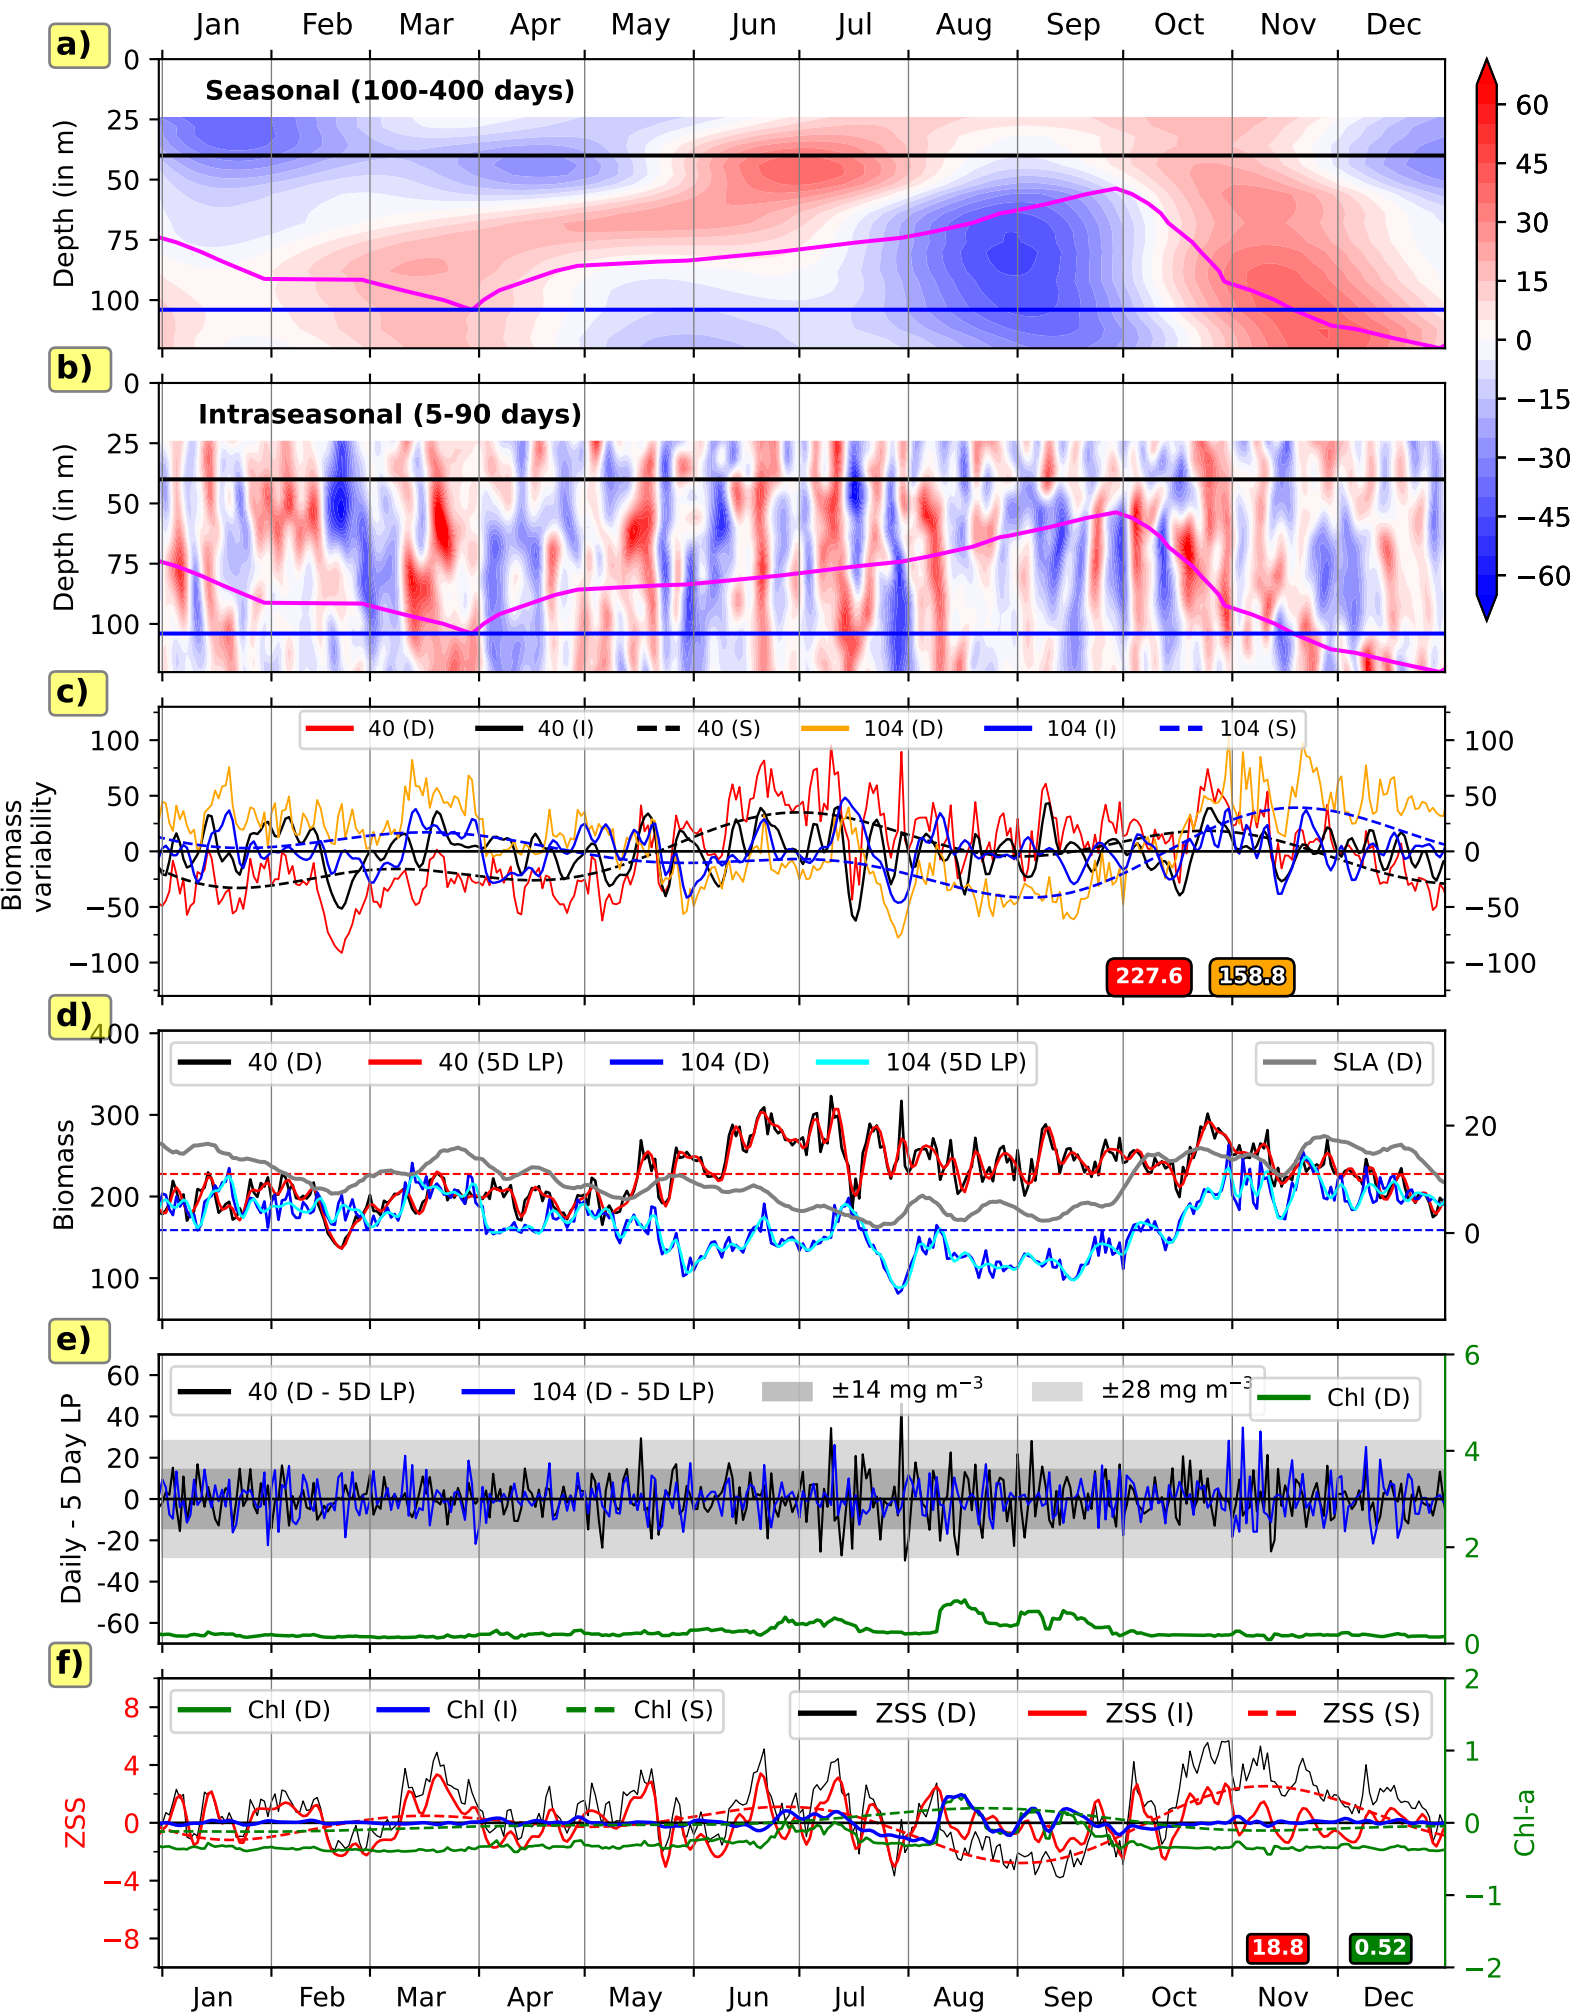 Jan Feb Mar Apr May Jun Jul Aug Sep Oct Nov Dec
a)
Seasonal (100-400 days)
0
25
50
75
100
Depth (in m)
60
45
30
15
0
−15
−30
−45
−60
b)
Intraseasonal (5-90 days)
0
25
50
75
100
Depth (in m)
c)
40 (D) 40 (I) 40 (S) 104 (D) 104 (I) 104 (S)
100
50
0
−50
−100
Biomass
variability
100
50
0
−50
−100
227.6 158.8
d)
40 (D) 40 (5D LP) 104 (D) 104 (5D LP) SLA (D)
400
300
200
100
Biomass
20
0
e)
40 (D - 5D LP) 104 (D - 5D LP) ±14 mg m⁻³ ±28 mg m⁻³ Chl (D)
60
40
20
0
-20
-40
-60
Daily - 5 Day LP
6
4
2
0
f)
Chl (D) Chl (I) Chl (S) ZSS (D) ZSS (I) ZSS (S)
8
4
0
−4
−8
ZSS
2
1
0
−1
−2
Chl-a
18.8 0.52
Jan Feb Mar Apr May Jun Jul Aug Sep Oct Nov Dec